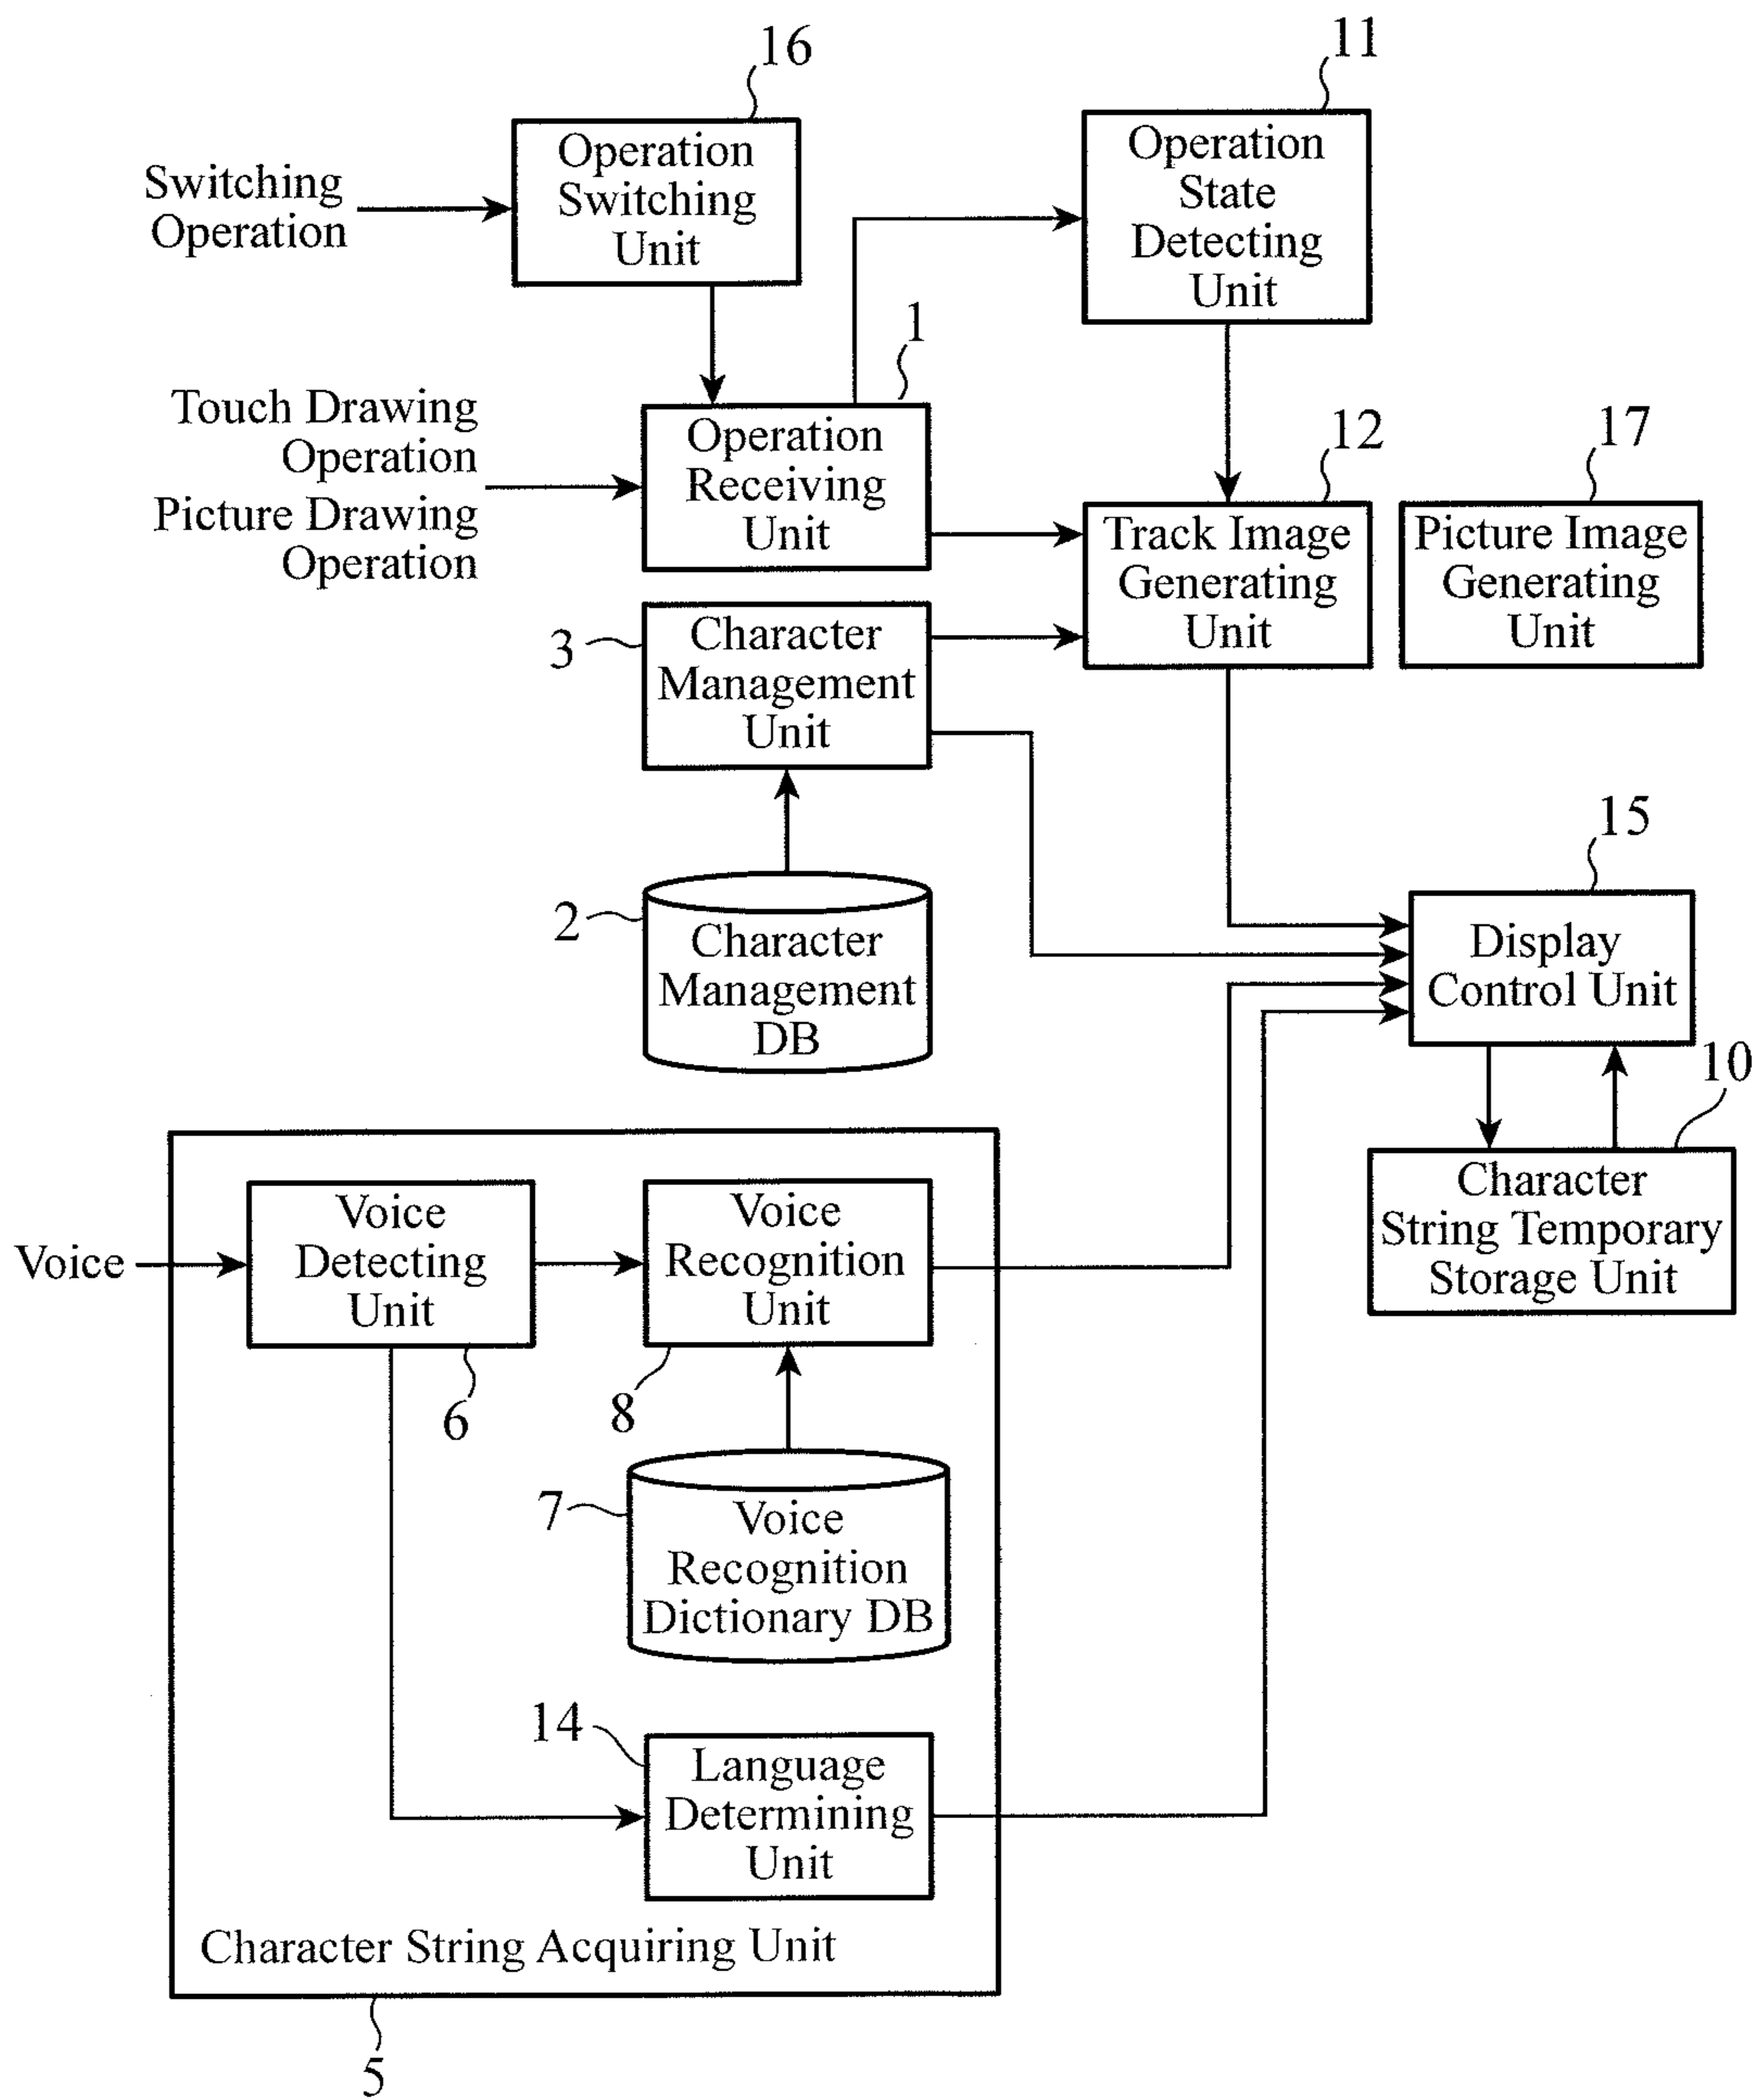 16
11
Switching
Operation
Operation
Switching
Unit
Operation
State
Detecting
Unit
1
Touch Drawing
Operation
Picture Drawing
Operation
Operation
Receiving
Unit
12
17
Track Image
Generating
Unit
Picture Image
Generating
Unit
3
Character
Management
Unit
2
Character
Management
DB
15
Display
Control Unit
10
Character
String Temporary
Storage Unit
Voice
Voice
Detecting
Unit
6
Voice
Recognition
Unit
8
7
Voice
Recognition
Dictionary DB
14
Language
Determining
Unit
Character String Acquiring Unit
5